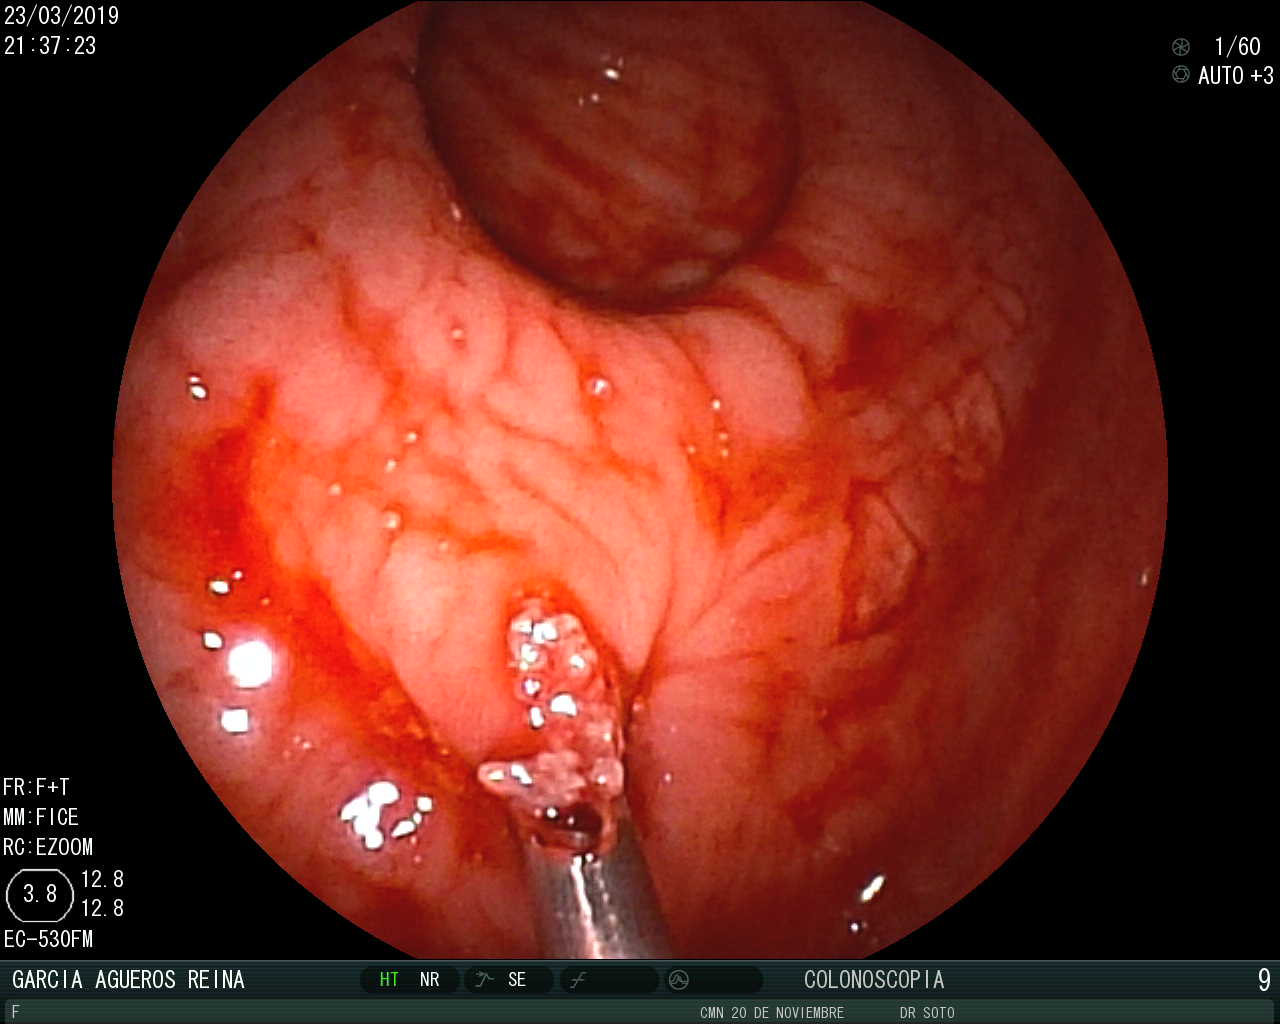 23/03/2019
21:37:23
1/60
AUTO +3
FR:F+T
MM:FICE
RC:EZOOM
3.8 12.8
12.8
EC-530FM
GARCIA AGUEROS REINA HT NR SE COLONOSCOPIA 9
F CMN 20 DE NOVIEMBRE DR SOTO